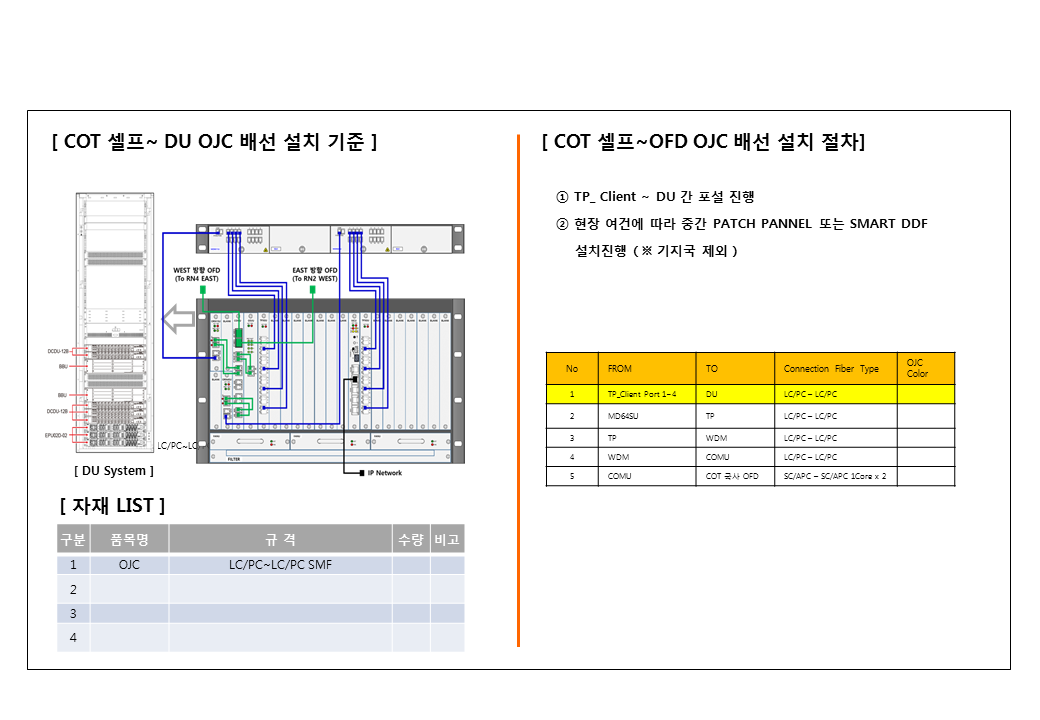 [ COT 셀프~ DU OJC 배선 설치 기준 ]
WEST 방향 OFD
(To RN4 EAST)
EAST 방향 OFD
(To RN2 WEST)
DCDU-12B
BBU
BBU
DCDU-12B
EPU02D-02
LC/PC~LC/
FILTER
[ DU System ]
IP Network
[ 자재 LIST ]
구분 품목명 규 격 수량 비고
1 OJC LC/PC~LC/PC SMF
2
3
4
[ COT 셀프~OFD OJC 배선 설치 절차]
① TP_ Client ~ DU 간 포설 진행
② 현장 여건에 따라 중간 PATCH PANNEL 또는 SMART DDF
설치진행 ( ※ 기지국 제외 )
No FROM TO Connection Fiber Type OJC Color
1 TP_Client Port 1~4 DU LC/PC – LC/PC
2 MD64SU TP LC/PC – LC/PC
3 TP WDM LC/PC – LC/PC
4 WDM COMU LC/PC – LC/PC
5 COMU COT 국사 OFD SC/APC – SC/APC 1Core x 2